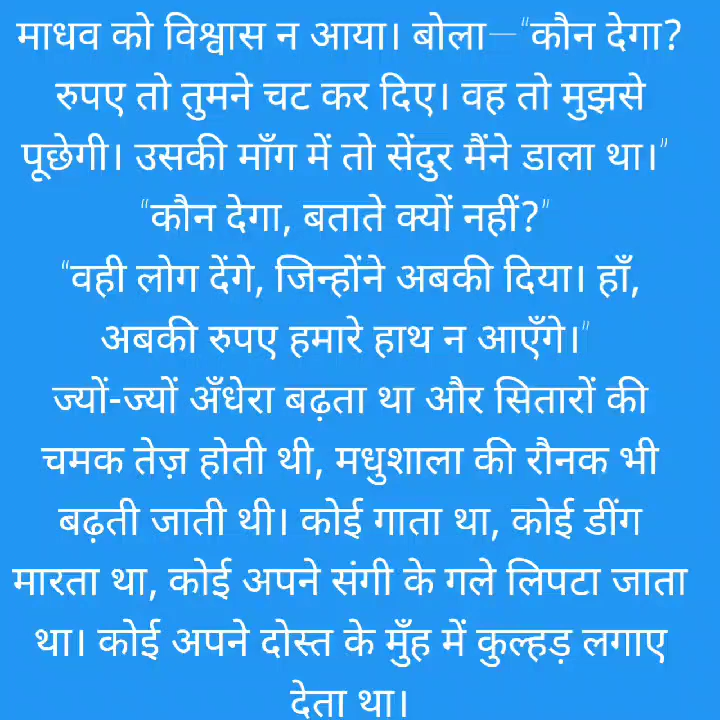 माधव को विश्वास न आया। बोला—"कौन देगा?
रुपए तो तुमने चट कर दिए। वह तो मुझसे
पूछेगी। उसकी माँग में तो सेंदुर मैंने डाला था।"
"कौन देगा, बताते क्यों नहीं?"
"वही लोग देंगे, जिन्होंने अबकी दिया। हाँ,
अबकी रुपए हमारे हाथ न आएँगे।"
ज्यों-ज्यों अँधेरा बढ़ता था और सितारों की
चमक तेज़ होती थी, मधुशाला की रौनक भी
बढ़ती जाती थी। कोई गाता था, कोई डींग
मारता था, कोई अपने संगी के गले लिपटा जाता
था। कोई अपने दोस्त के मुँह में कुल्हड़ लगाए
देता था।